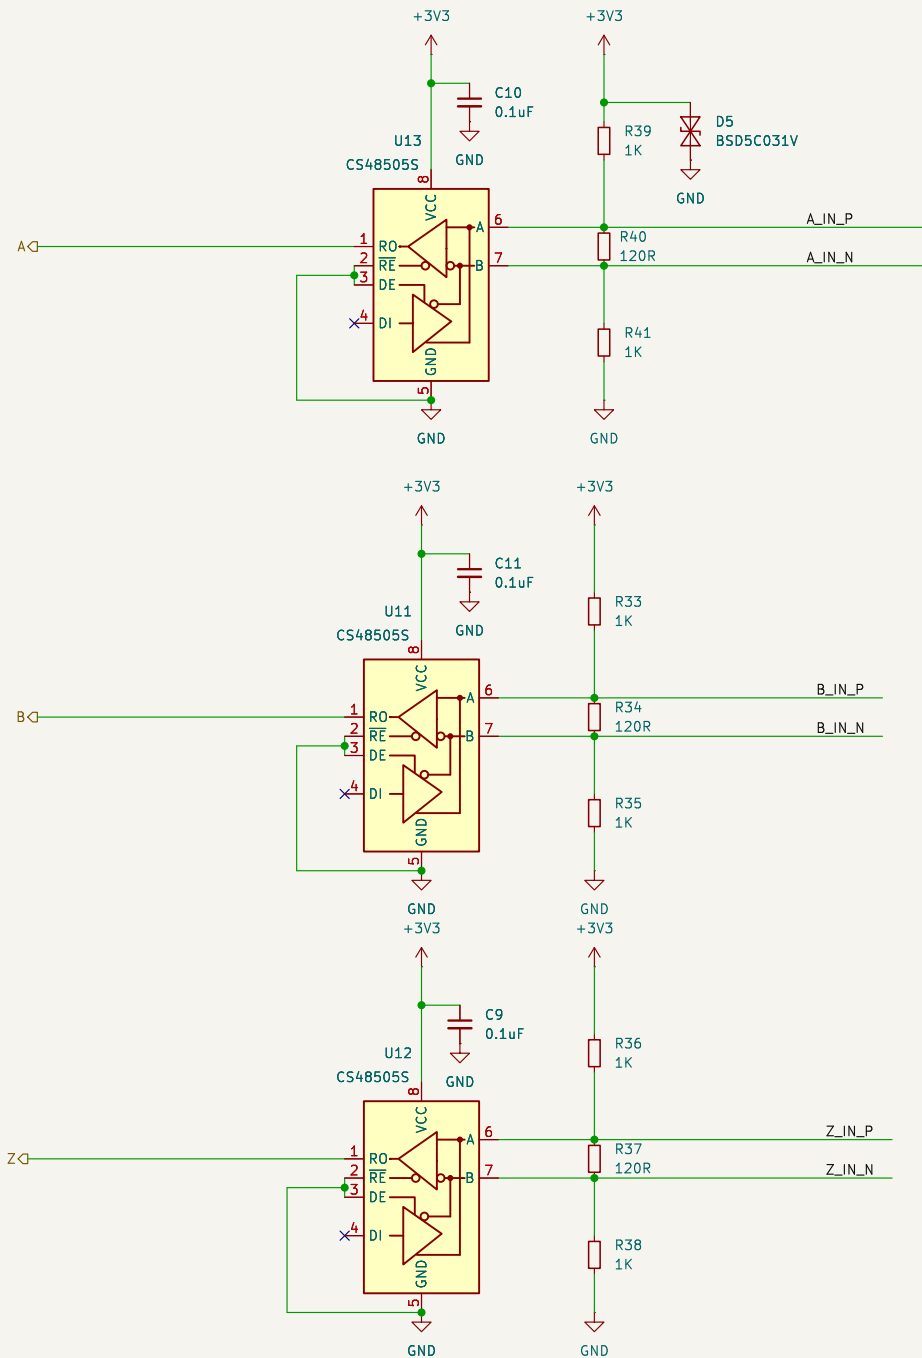 +3V3
+3V3
C10
0.1uF
D5
BSD5C031V
R39
1K
U13
CS48505S
GND
GND
8
VCC
A_IN_P
6
A
A
1
RO
R40
120R
A_IN_N
2
RE
B
7
3
DE
4
DI
R41
1K
GND
5
GND
GND
+3V3
+3V3
C11
0.1uF
R33
1K
U11
CS48505S
GND
8
VCC
B_IN_P
6
A
B
1
RO
R34
120R
B_IN_N
2
RE
B
7
3
DE
4
DI
R35
1K
GND
5
GND
GND
+3V3
+3V3
C9
0.1uF
R36
1K
U12
CS48505S
GND
8
VCC
Z_IN_P
6
A
Z
1
RO
R37
120R
Z_IN_N
2
RE
B
7
3
DE
4
DI
R38
1K
GND
5
GND
GND